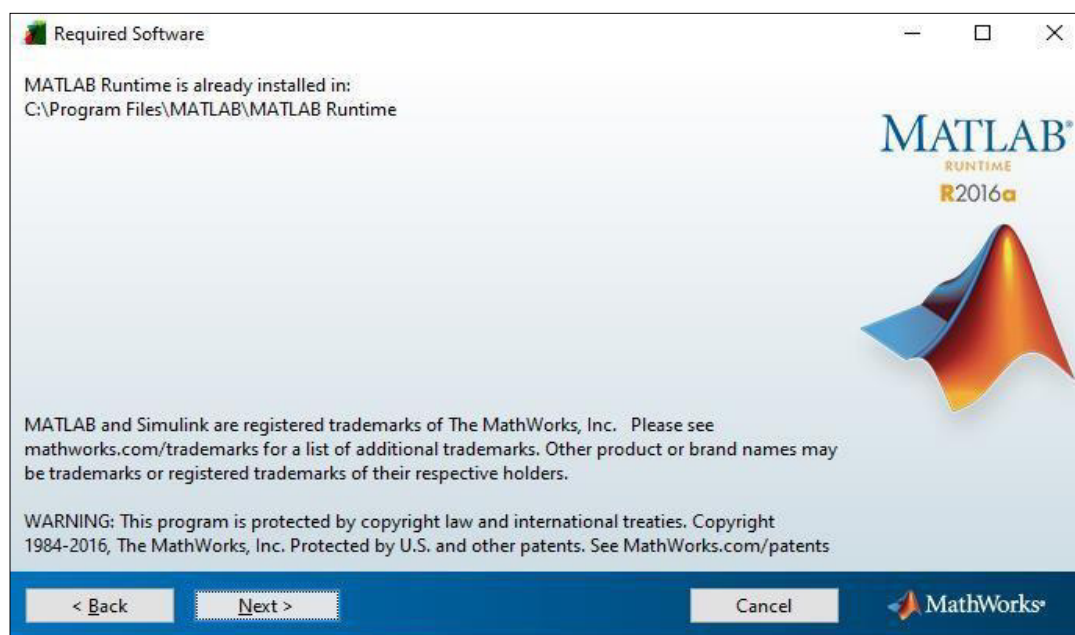 Required Software
MATLAB Runtime is already installed in:
C:\Program Files\MATLAB\MATLAB Runtime
MATLAB®
RUNTIME
R2016a
MATLAB and Simulink are registered trademarks of The MathWorks, Inc.   Please see
mathworks.com/trademarks for a list of additional trademarks. Other product or brand names may
be trademarks or registered trademarks of their respective holders.
WARNING: This program is protected by copyright law and international treaties. Copyright
1984-2016, The MathWorks, Inc. Protected by U.S. and other patents. See MathWorks.com/patents
< Back
Next >
Cancel
MathWorks®